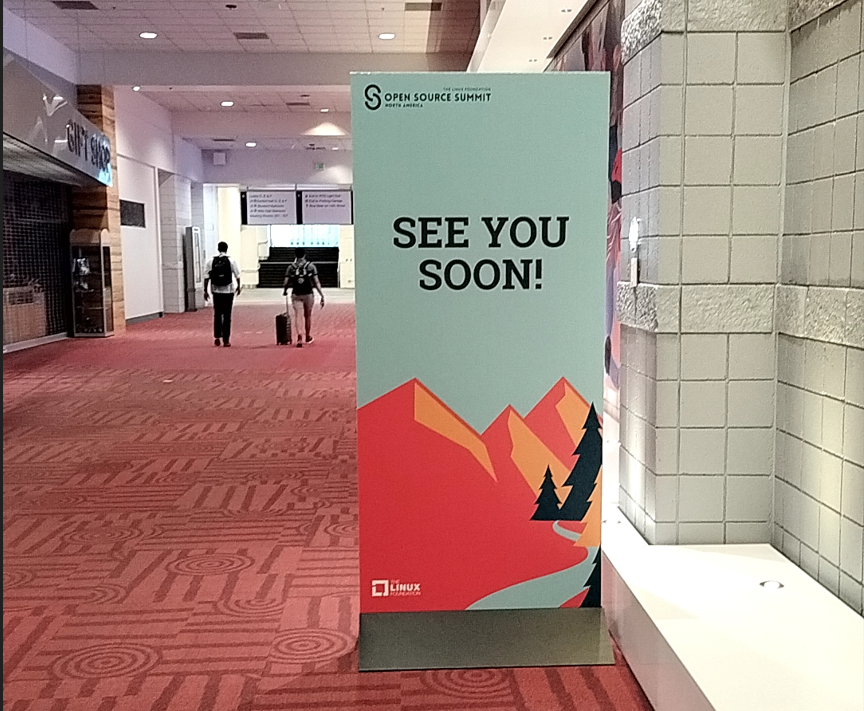 THE LINUX FOUNDATION
OPEN SOURCE SUMMIT
NORTH AMERICA
SEE YOU
SOON!
THE
LINUX
FOUNDATION
GIFT SHOP